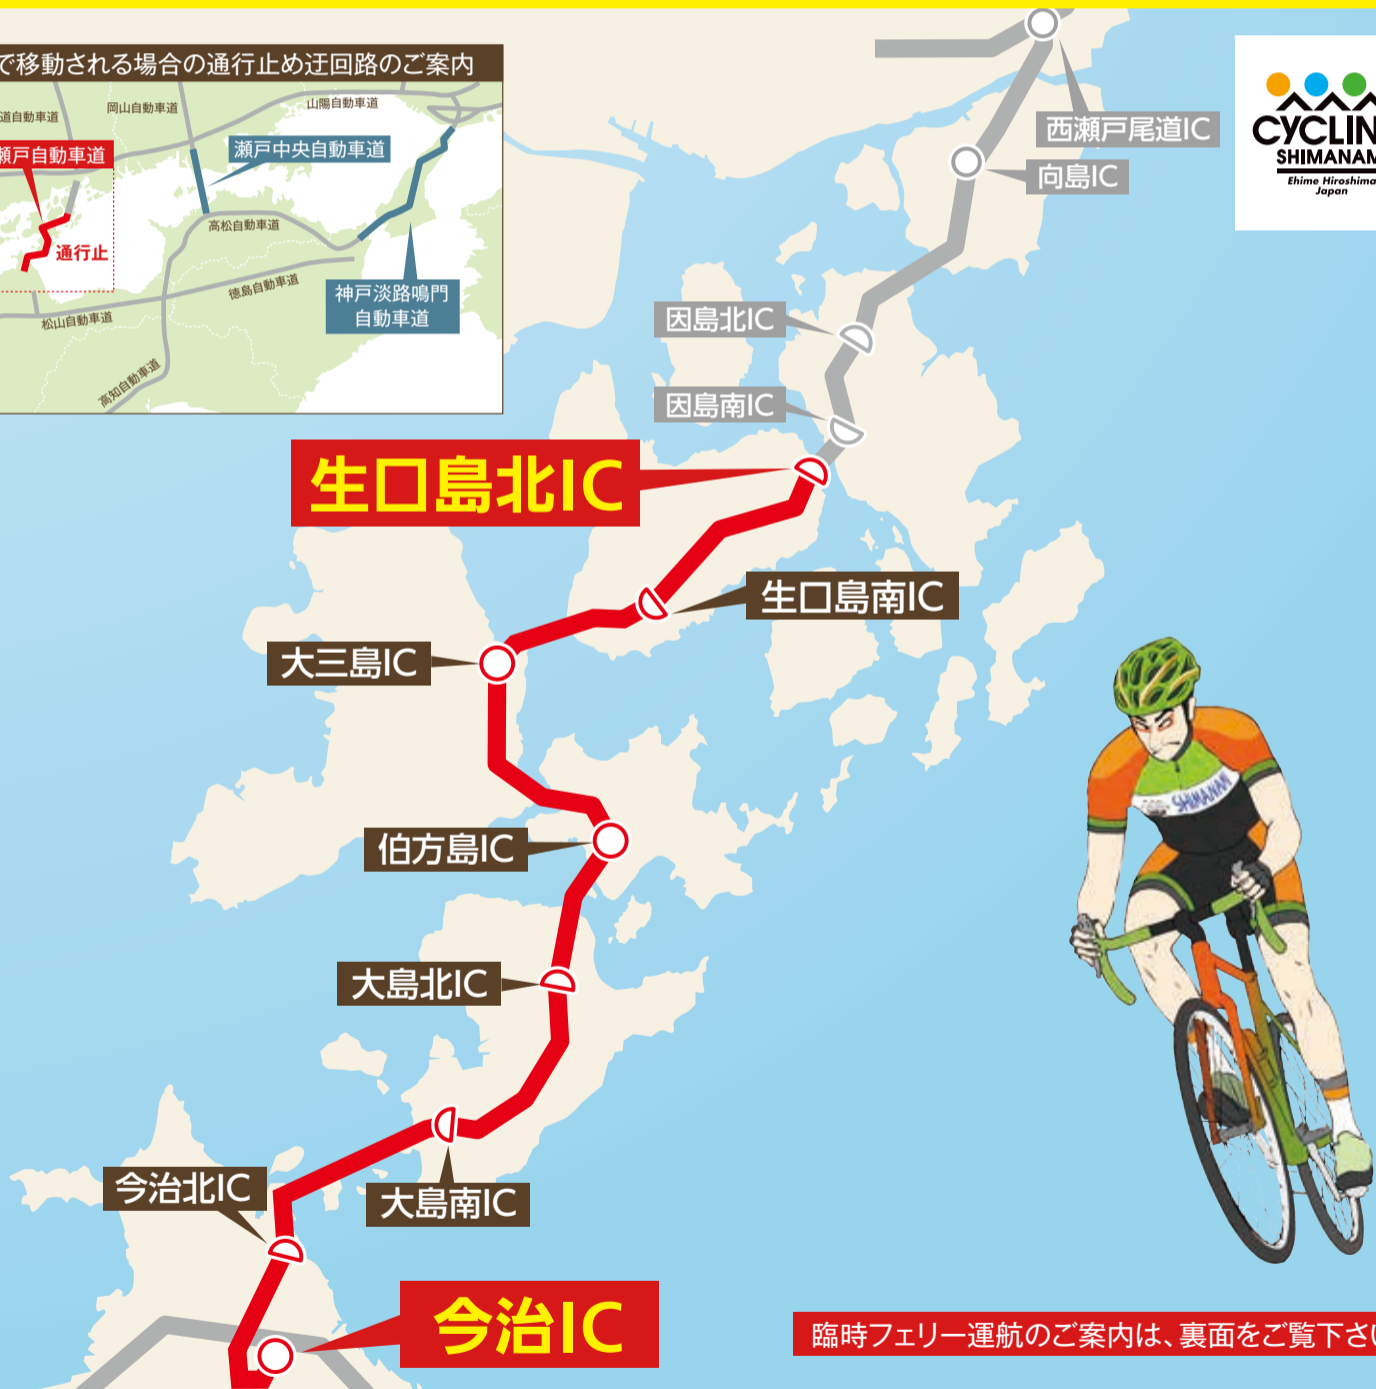 で移動される場合の通行止め迂回路のご案内
道自動車道
岡山自動車道
山陽自動車道
瀬戸自動車道
瀬戸中央自動車道
通行止
高松自動車道
徳島自動車道
神戸淡路鳴門
自動車道
松山自動車道
高知自動車道
CYCLIN
SHIMANAM
Ehime Hiroshima
Japan
西瀬戸尾道IC
向島IC
因島北IC
因島南IC
生口島北IC
生口島南IC
大三島IC
伯方島IC
大島北IC
大島南IC
今治北IC
今治IC
SHIMANAMI
臨時フェリー運航のご案内は、裏面をご覧下さい